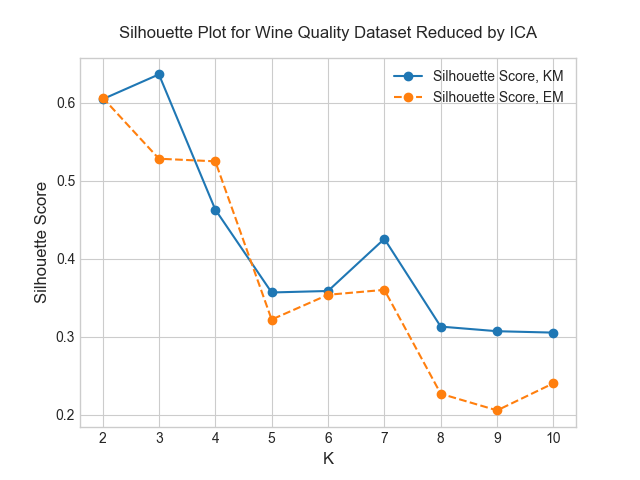 Silhouette Plot for Wine Quality Dataset Reduced by ICA
Silhouette Score, KM
Silhouette Score, EM
Silhouette Score
0.6
0.5
0.4
0.3
0.2
2 3 4 5 6 7 8 9 10
K